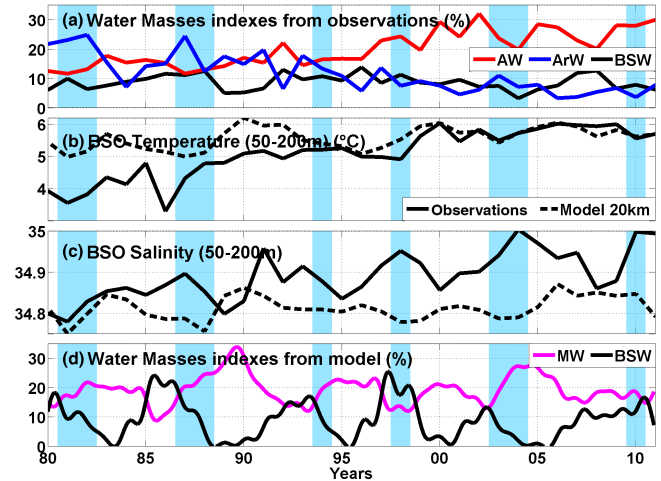 (a) Water Masses indexes from observations (%)
30
20
10
0
AW ArW BSW
(b) BSO Temperature (50-200m) (°C)
6
5
4
Observations Model 20km
(c) BSO Salinity (50-200m)
35
34.9
34.8
(d) Water Masses indexes from model (%)
30
20
10
0
MW BSW
80 85 90 95 00 05 10
Years